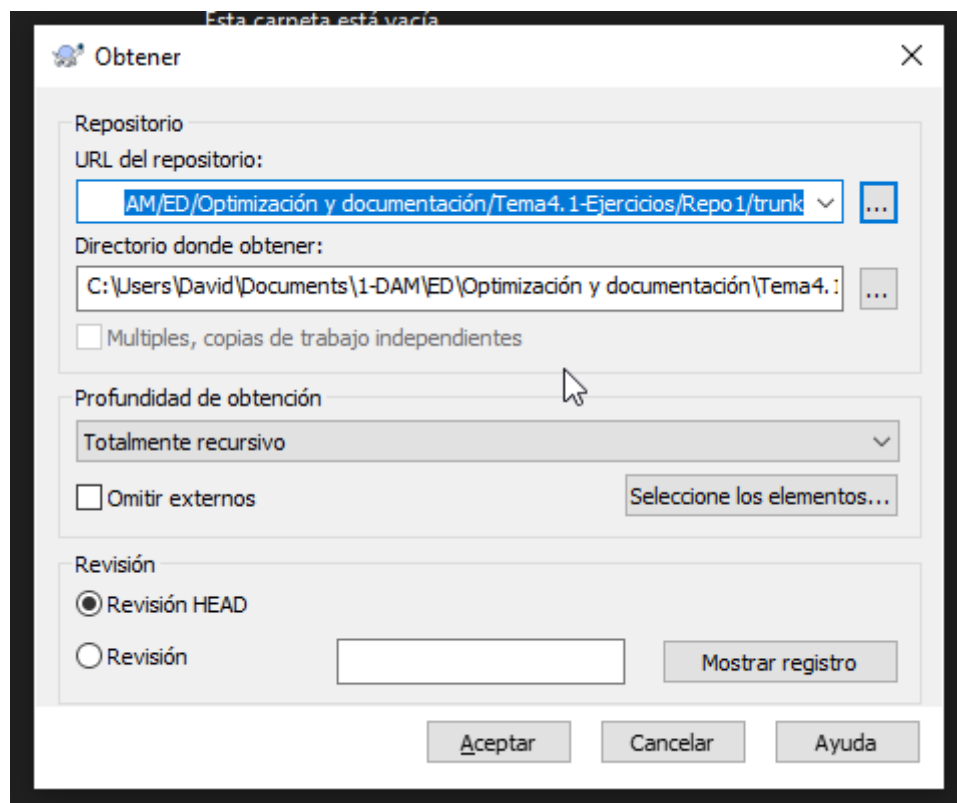 Esta carpeta está vacía
Obtener
Repositorio
URL del repositorio:
AM/ED/Optimización y documentación/Tema4.1-Ejercicios/Repo1/trunk
...
Directorio donde obtener:
C:\Users\David\Documents\1-DAM\ED\Optimización y documentación\Tema4.1
...
Multiples, copias de trabajo independientes
Profundidad de obtención
Totalmente recursivo
Omitir externos
Seleccione los elementos...
Revisión
Revisión HEAD
Revisión
Mostrar registro
Aceptar
Cancelar
Ayuda